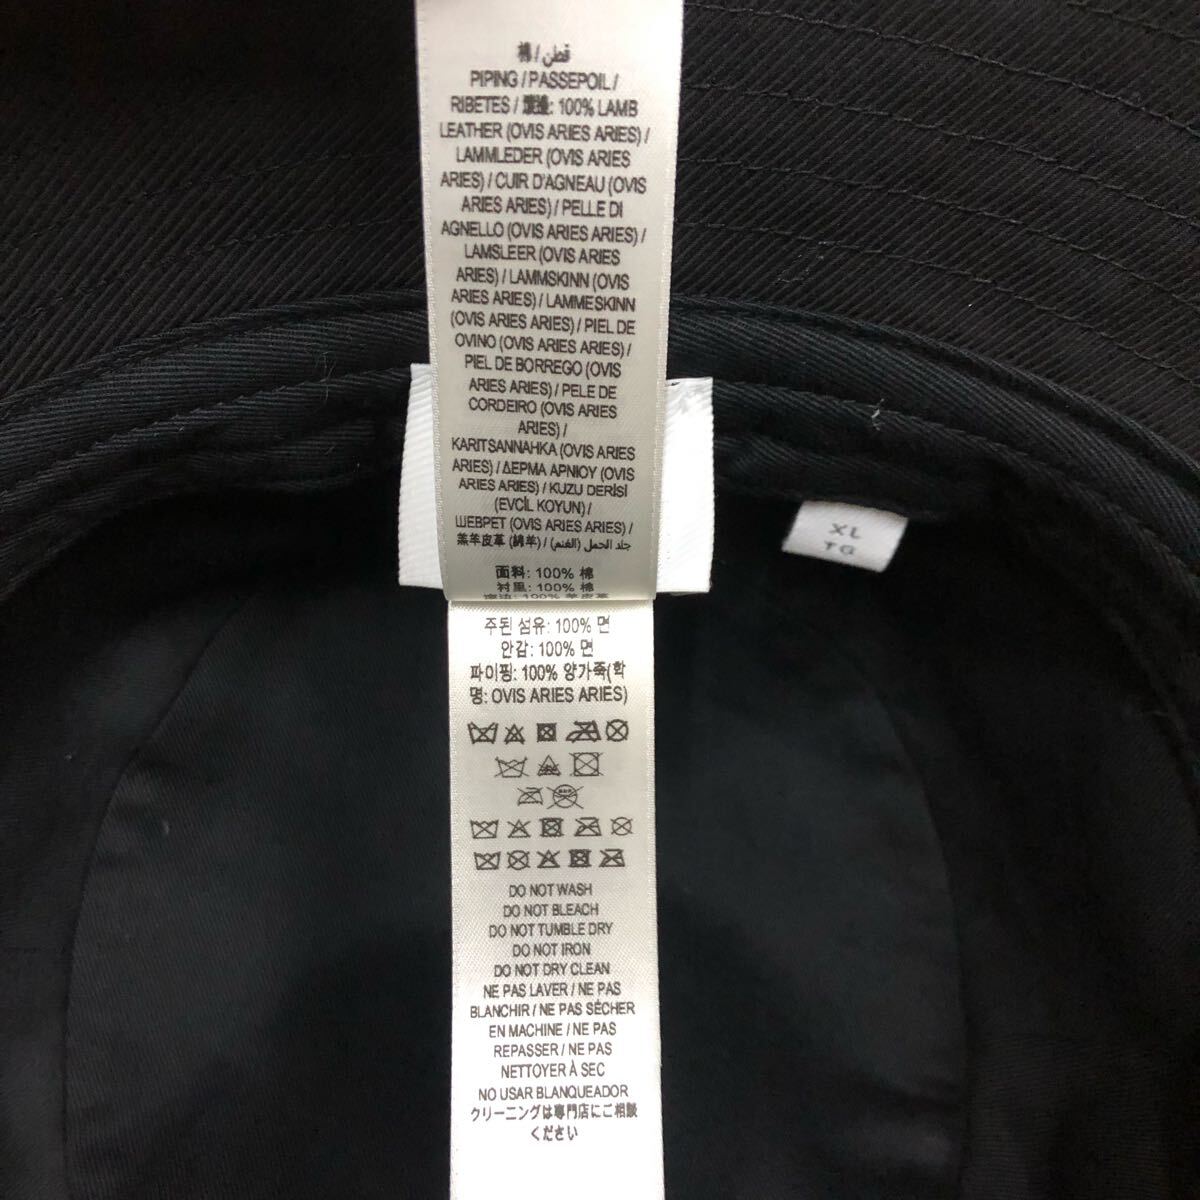 棉 / قطن
PIPING / PASSEPOIL /
RIBETES / 滾邊: 100% LAMB
LEATHER (OVIS ARIES ARIES) /
LAMMLEDER (OVIS ARIES
ARIES) / CUIR D'AGNEAU (OVIS
ARIES ARIES) / PELLE DI
AGNELLO (OVIS ARIES ARIES) /
LAMSLEER (OVIS ARIES
ARIES) / LAMMSKINN (OVIS
ARIES ARIES) / LAMMESKINN
(OVIS ARIES ARIES) / PIEL DE
OVINO (OVIS ARIES ARIES) /
PIEL DE BORREGO (OVIS
ARIES ARIES) / PELE DE
CORDEIRO (OVIS ARIES
ARIES) /
KARITSANNAHKA (OVIS ARIES
ARIES) / ΔΕΡΜΑ ΑΡΝΙΟΥ (OVIS
ARIES ARIES) / KUZU DERİSİ
(EVCİL KOYUN) /
ШЕВРЕТ (OVIS ARIES ARIES) /
羔羊皮革 (綿羊) / جلد الحمل (الغنم)
面料: 100% 棉
衬里: 100% 棉
주된 섬유: 100% 면
안감: 100% 면
파이핑: 100% 양가죽(학
명: OVIS ARIES ARIES)
DO NOT WASH
DO NOT BLEACH
DO NOT TUMBLE DRY
DO NOT IRON
DO NOT DRY CLEAN
NE PAS LAVER / NE PAS
BLANCHIR / NE PAS SÉCHER
EN MACHINE / NE PAS
REPASSER / NE PAS
NETTOYER À SEC
NO USAR BLANQUEADOR
クリーニングは専門店にご相談
ください
XL
TG